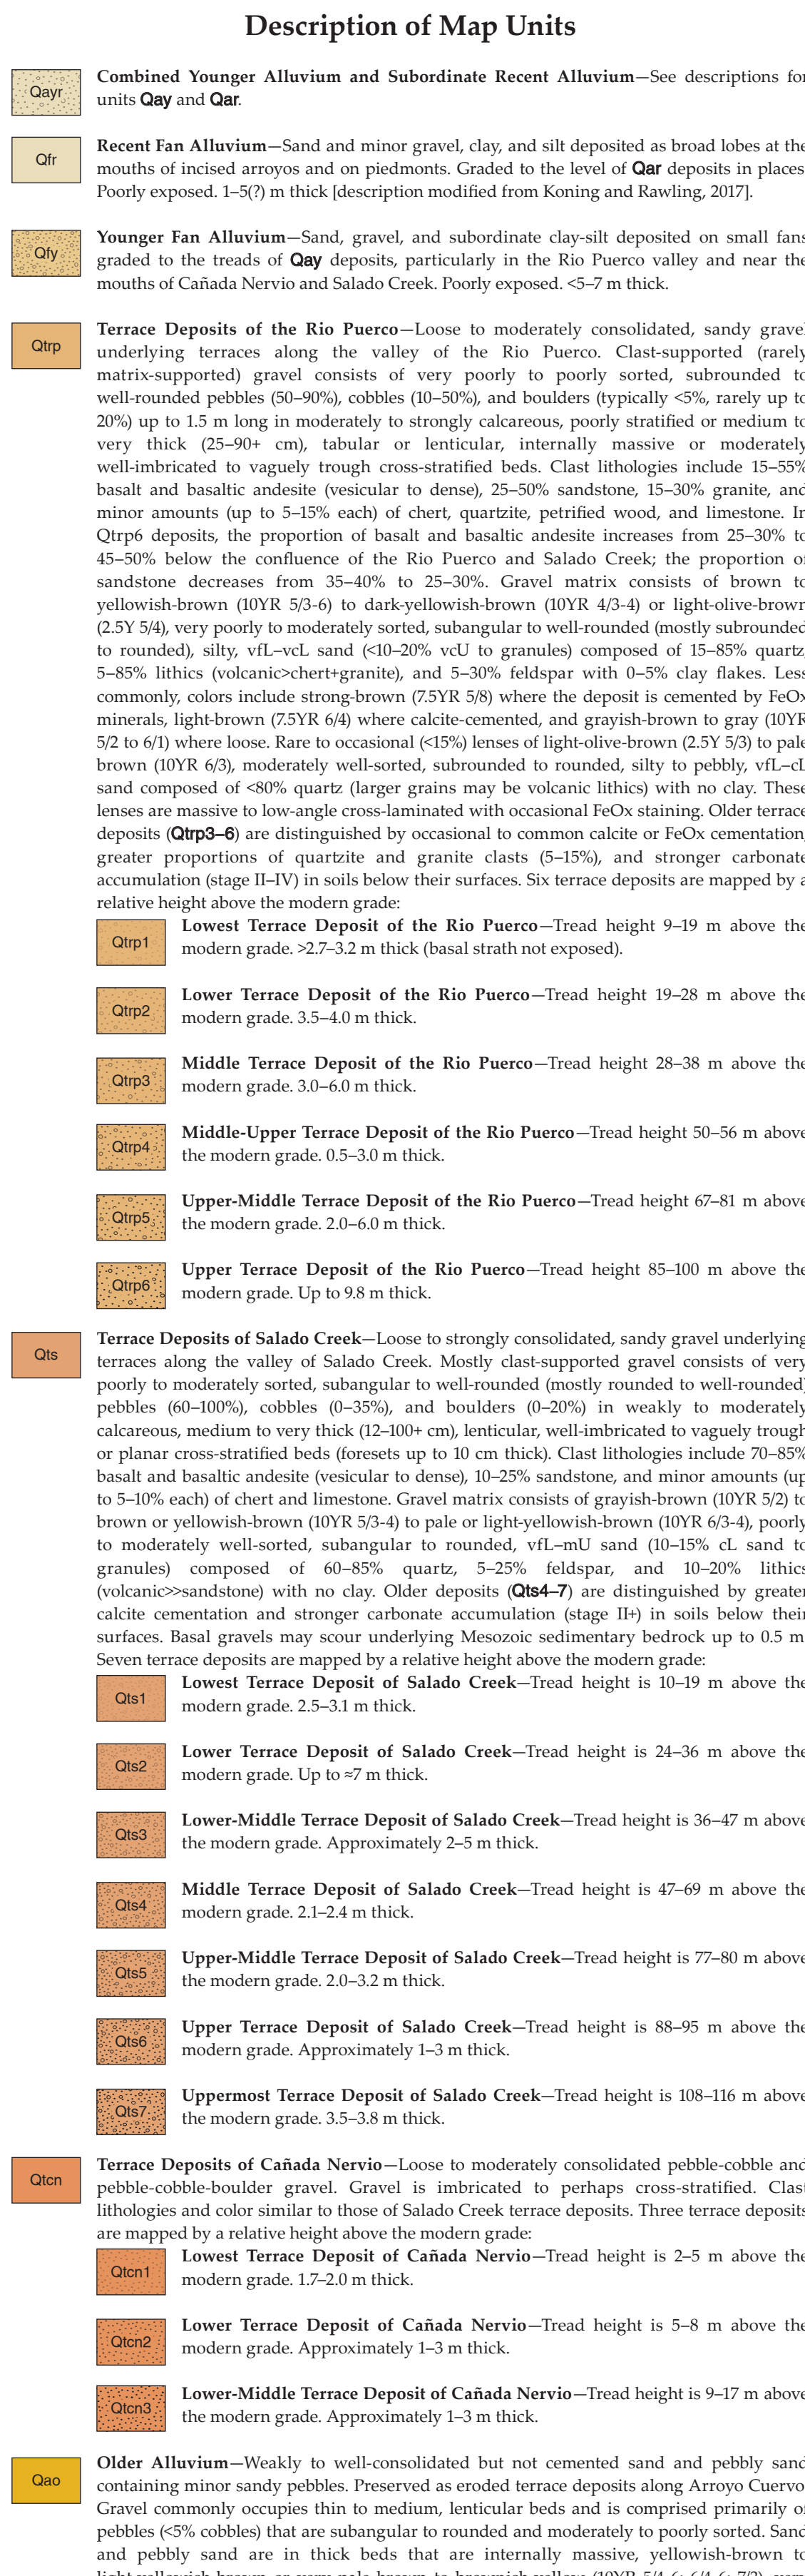 Description of Map Units
Qayr
Combined Younger Alluvium and Subordinate Recent Alluvium—See descriptions for
units Qay and Qar.
Qfr
Recent Fan Alluvium—Sand and minor gravel, clay, and silt deposited as broad lobes at the
mouths of incised arroyos and on piedmonts. Graded to the level of Qar deposits in places.
Poorly exposed. 1–5(?) m thick [description modified from Koning and Rawling, 2017].
Qfy
Younger Fan Alluvium—Sand, gravel, and subordinate clay-silt deposited on small fans
graded to the treads of Qay deposits, particularly in the Rio Puerco valley and near the
mouths of Cañada Nervio and Salado Creek. Poorly exposed. <5–7 m thick.
Qtrp
Terrace Deposits of the Rio Puerco—Loose to moderately consolidated, sandy gravel
underlying terraces along the valley of the Rio Puerco. Clast-supported (rarely
matrix-supported) gravel consists of very poorly to poorly sorted, subrounded to
well-rounded pebbles (50–90%), cobbles (10–50%), and boulders (typically <5%, rarely up to
20%) up to 1.5 m long in moderately to strongly calcareous, poorly stratified or medium to
very thick (25–90+ cm), tabular or lenticular, internally massive or moderately
well-imbricated to vaguely trough cross-stratified beds. Clast lithologies include 15–55%
basalt and basaltic andesite (vesicular to dense), 25–50% sandstone, 15–30% granite, and
minor amounts (up to 5–15% each) of chert, quartzite, petrified wood, and limestone. In
Qtrp6 deposits, the proportion of basalt and basaltic andesite increases from 25–30% to
45–50% below the confluence of the Rio Puerco and Salado Creek; the proportion of
sandstone decreases from 35–40% to 25–30%. Gravel matrix consists of brown to
yellowish-brown (10YR 5/3-6) to dark-yellowish-brown (10YR 4/3-4) or light-olive-brown
(2.5Y 5/4), very poorly to moderately sorted, subangular to well-rounded (mostly subrounded
to rounded), silty, vfL–vcL sand (<10–20% vcU to granules) composed of 15–85% quartz,
5–85% lithics (volcanic>chert+granite), and 5–30% feldspar with 0–5% clay flakes. Less
commonly, colors include strong-brown (7.5YR 5/8) where the deposit is cemented by FeOx
minerals, light-brown (7.5YR 6/4) where calcite-cemented, and grayish-brown to gray (10YR
5/2 to 6/1) where loose. Rare to occasional (<15%) lenses of light-olive-brown (2.5Y 5/3) to pale
brown (10YR 6/3), moderately well-sorted, subrounded to rounded, silty to pebbly, vfL–cL
sand composed of <80% quartz (larger grains may be volcanic lithics) with no clay. These
lenses are massive to low-angle cross-laminated with occasional FeOx staining. Older terrace
deposits (Qtrp3–6) are distinguished by occasional to common calcite or FeOx cementation,
greater proportions of quartzite and granite clasts (5–15%), and stronger carbonate
accumulation (stage II–IV) in soils below their surfaces. Six terrace deposits are mapped by a
relative height above the modern grade:
Qtrp1
Lowest Terrace Deposit of the Rio Puerco—Tread height 9–19 m above the
modern grade. >2.7–3.2 m thick (basal strath not exposed).
Qtrp2
Lower Terrace Deposit of the Rio Puerco—Tread height 19–28 m above the
modern grade. 3.5–4.0 m thick.
Qtrp3
Middle Terrace Deposit of the Rio Puerco—Tread height 28–38 m above the
modern grade. 3.0–6.0 m thick.
Qtrp4
Middle-Upper Terrace Deposit of the Rio Puerco—Tread height 50–56 m above
the modern grade. 0.5–3.0 m thick.
Qtrp5
Upper-Middle Terrace Deposit of the Rio Puerco—Tread height 67–81 m above
the modern grade. 2.0–6.0 m thick.
Qtrp6
Upper Terrace Deposit of the Rio Puerco—Tread height 85–100 m above the
modern grade. Up to 9.8 m thick.
Qts
Terrace Deposits of Salado Creek—Loose to strongly consolidated, sandy gravel underlying
terraces along the valley of Salado Creek. Mostly clast-supported gravel consists of very
poorly to moderately sorted, subangular to well-rounded (mostly rounded to well-rounded)
pebbles (60–100%), cobbles (0–35%), and boulders (0–20%) in weakly to moderately
calcareous, medium to very thick (12–100+ cm), lenticular, well-imbricated to vaguely trough
or planar cross-stratified beds (foresets up to 10 cm thick). Clast lithologies include 70–85%
basalt and basaltic andesite (vesicular to dense), 10–25% sandstone, and minor amounts (up
to 5–10% each) of chert and limestone. Gravel matrix consists of grayish-brown (10YR 5/2) to
brown or yellowish-brown (10YR 5/3-4) to pale or light-yellowish-brown (10YR 6/3-4), poorly
to moderately well-sorted, subangular to rounded, vfL–mU sand (10–15% cL sand to
granules) composed of 60–85% quartz, 5–25% feldspar, and 10–20% lithics
(volcanic>>sandstone) with no clay. Older deposits (Qts4–7) are distinguished by greater
calcite cementation and stronger carbonate accumulation (stage II+) in soils below their
surfaces. Basal gravels may scour underlying Mesozoic sedimentary bedrock up to 0.5 m.
Seven terrace deposits are mapped by a relative height above the modern grade:
Qts1
Lowest Terrace Deposit of Salado Creek—Tread height is 10–19 m above the
modern grade. 2.5–3.1 m thick.
Qts2
Lower Terrace Deposit of Salado Creek—Tread height is 24–36 m above the
modern grade. Up to ≈7 m thick.
Qts3
Lower-Middle Terrace Deposit of Salado Creek—Tread height is 36–47 m above
the modern grade. Approximately 2–5 m thick.
Qts4
Middle Terrace Deposit of Salado Creek—Tread height is 47–69 m above the
modern grade. 2.1–2.4 m thick.
Qts5
Upper-Middle Terrace Deposit of Salado Creek—Tread height is 77–80 m above
the modern grade. 2.0–3.2 m thick.
Qts6
Upper Terrace Deposit of Salado Creek—Tread height is 88–95 m above the
modern grade. Approximately 1–3 m thick.
Qts7
Uppermost Terrace Deposit of Salado Creek—Tread height is 108–116 m above
the modern grade. 3.5–3.8 m thick.
Qtcn
Terrace Deposits of Cañada Nervio—Loose to moderately consolidated pebble-cobble and
pebble-cobble-boulder gravel. Gravel is imbricated to perhaps cross-stratified. Clast
lithologies and color similar to those of Salado Creek terrace deposits. Three terrace deposits
are mapped by a relative height above the modern grade:
Qtcn1
Lowest Terrace Deposit of Cañada Nervio—Tread height is 2–5 m above the
modern grade. 1.7–2.0 m thick.
Qtcn2
Lower Terrace Deposit of Cañada Nervio—Tread height is 5–8 m above the
modern grade. Approximately 1–3 m thick.
Qtcn3
Lower-Middle Terrace Deposit of Cañada Nervio—Tread height is 9–17 m above
the modern grade. Approximately 1–3 m thick.
Qao
Older Alluvium—Weakly to well-consolidated but not cemented sand and pebbly sand
containing minor sandy pebbles. Preserved as eroded terrace deposits along Arroyo Cuervo.
Gravel commonly occupies thin to medium, lenticular beds and is comprised primarily of
pebbles (<5% cobbles) that are subangular to rounded and moderately to poorly sorted. Sand
and pebbly sand are in thick beds that are internally massive, yellowish-brown to